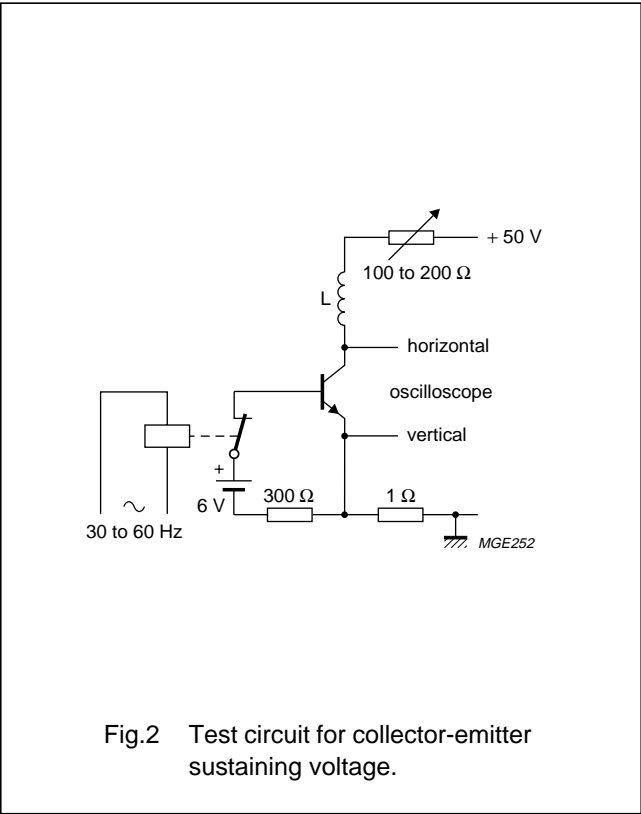 + 50 V
100 to 200 Ω
L
horizontal
oscilloscope
vertical
+
6 V
300 Ω
1 Ω
30 to 60 Hz
MGE252
Fig.2 Test circuit for collector-emitter
sustaining voltage.